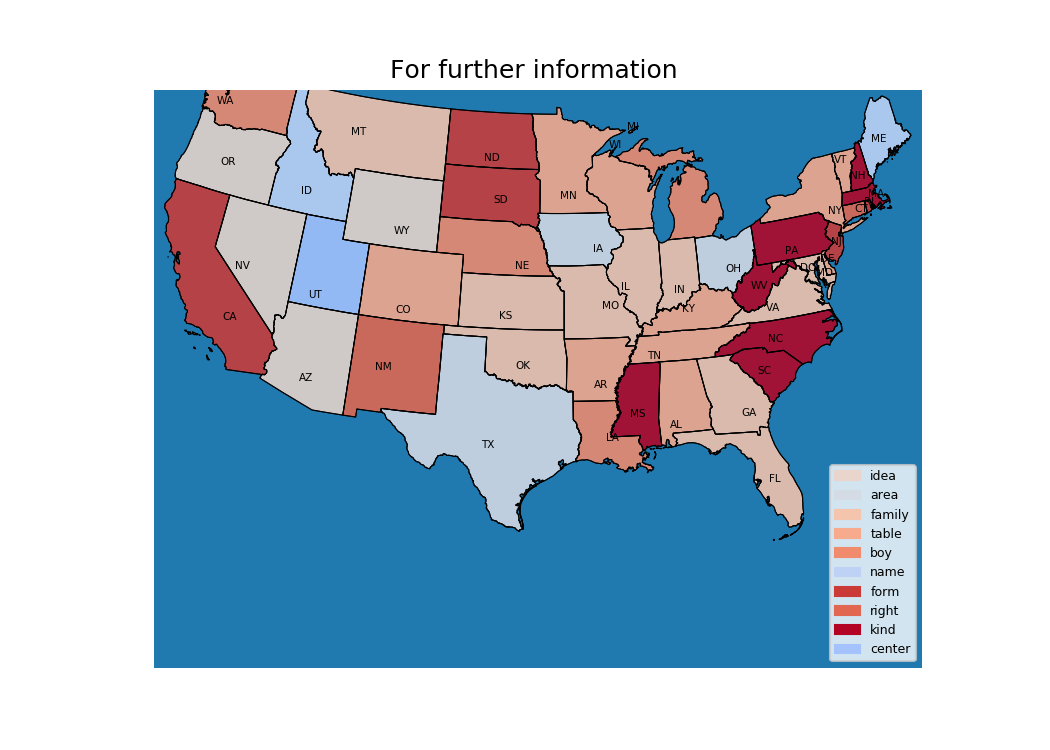 For further information
WA
MT
ND
MN
WI
MI
ME
VT
NH
OR
ID
SD
MA
NY
CT
WY
IA
PA
NJ
NV
NE
OH
DE
DC
MD
UT
CO
KS
MO
IL
IN
KY
WV
VA
CA
NC
AZ
NM
OK
TN
AR
SC
TX
LA
MS
AL
GA
FL
idea
area
family
table
boy
name
form
right
kind
center